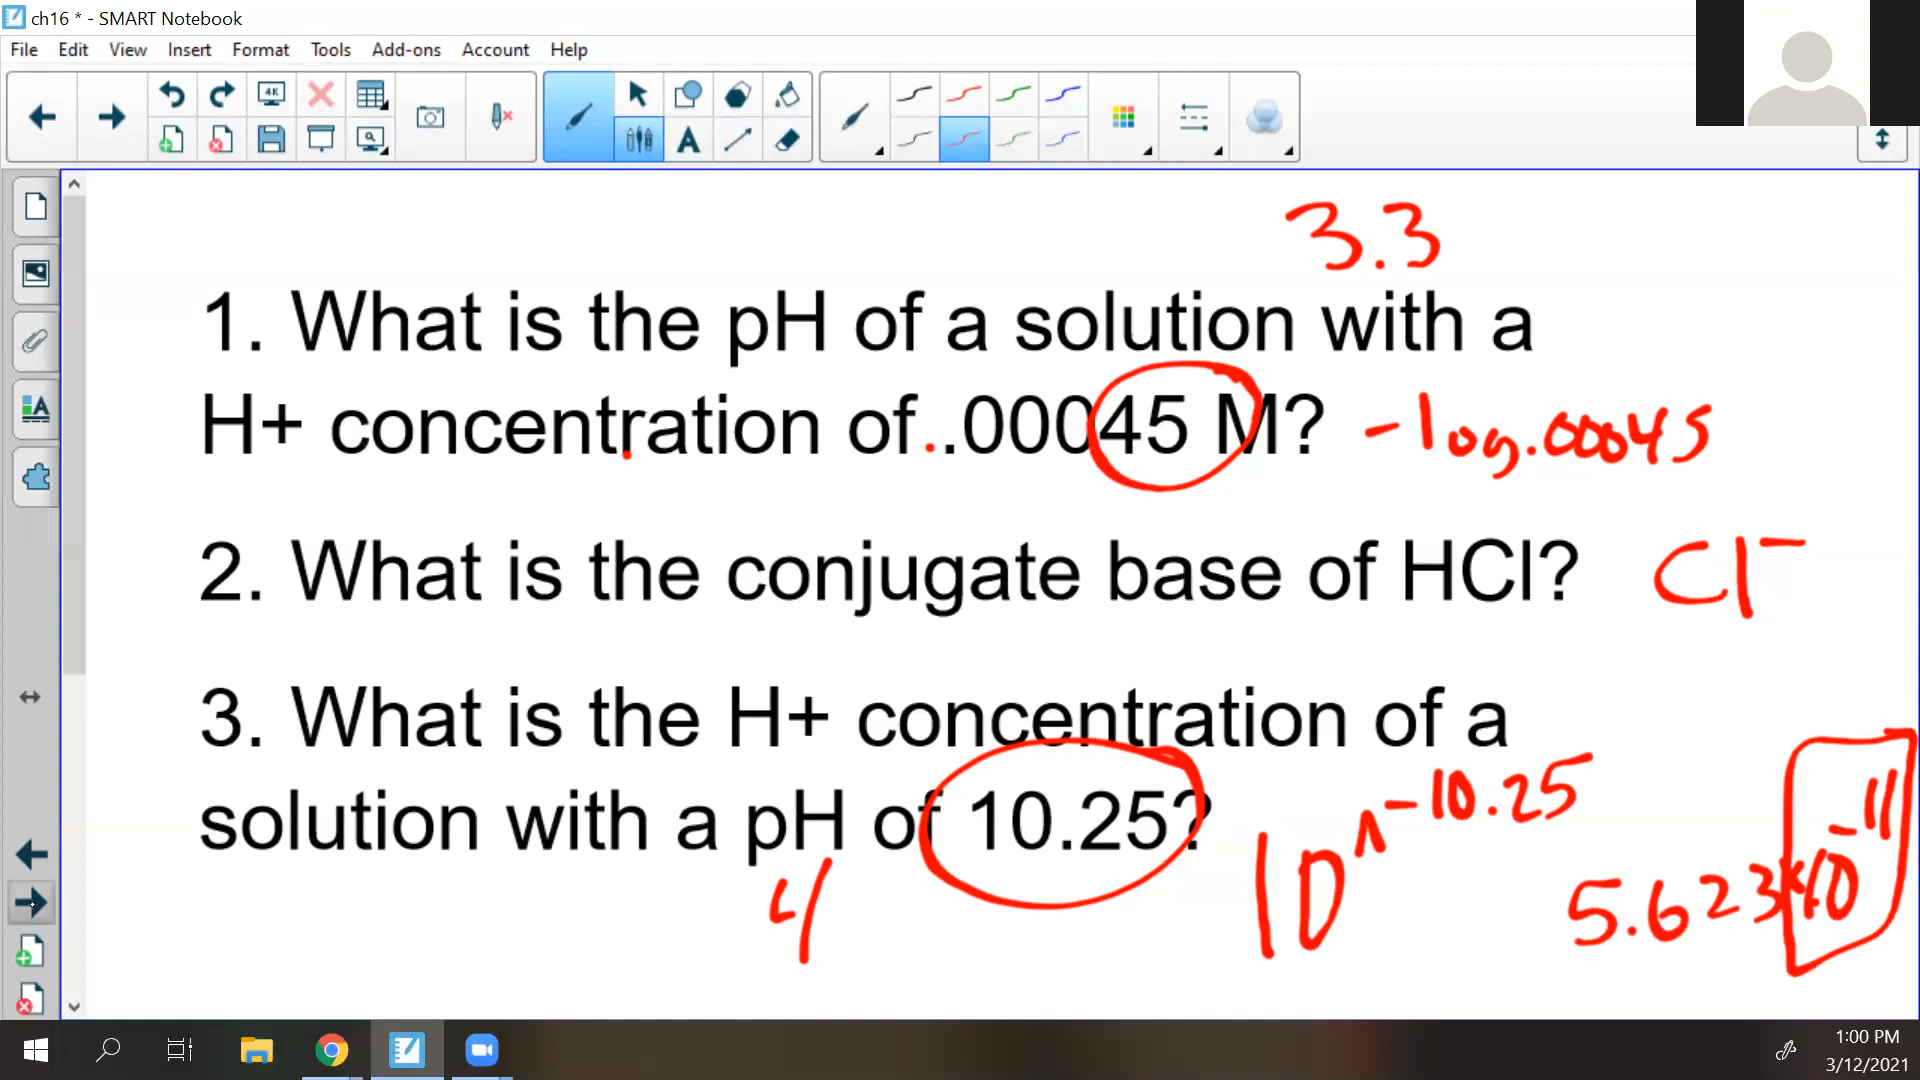 ch16 * - SMART Notebook
File Edit View Insert Format Tools Add-ons Account Help
4K
A
A
3.3
1. What is the pH of a solution with a
H+ concentration of..00045 M? -log.00045
2. What is the conjugate base of HCl? Cl⁻
3. What is the H+ concentration of a
solution with a pH of 10.25? 10^-10.25
4
5.623x10⁻¹¹
1:00 PM
3/12/2021